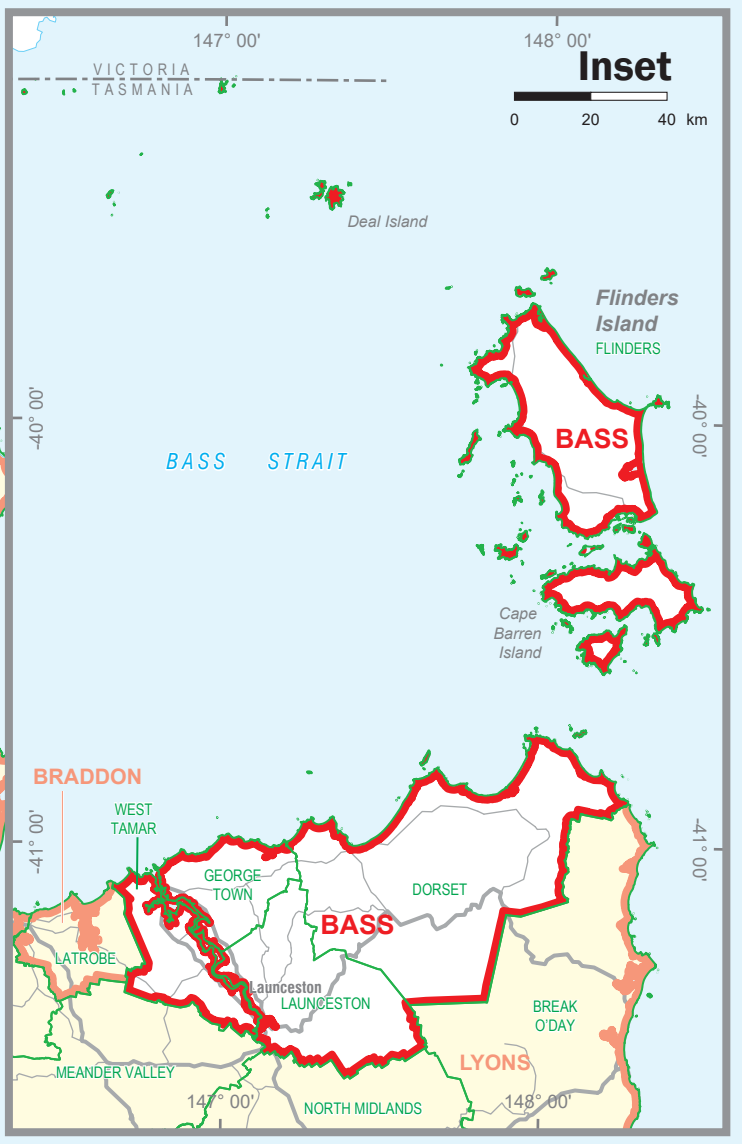 147° 00'
148° 00'
Inset
0 20 40 km
VICTORIA
TASMANIA
Deal Island
Flinders
Island
FLINDERS
-40° 00'
-40° 00'
BASS
BASS STRAIT
Cape
Barren
Island
BRADDON
WEST
TAMAR
-41° 00'
-41° 00'
GEORGE
TOWN
DORSET
BASS
LATROBE
Launceston
LAUNCESTON
BREAK
O'DAY
LYONS
MEANDER VALLEY
147° 00'
148° 00'
NORTH MIDLANDS